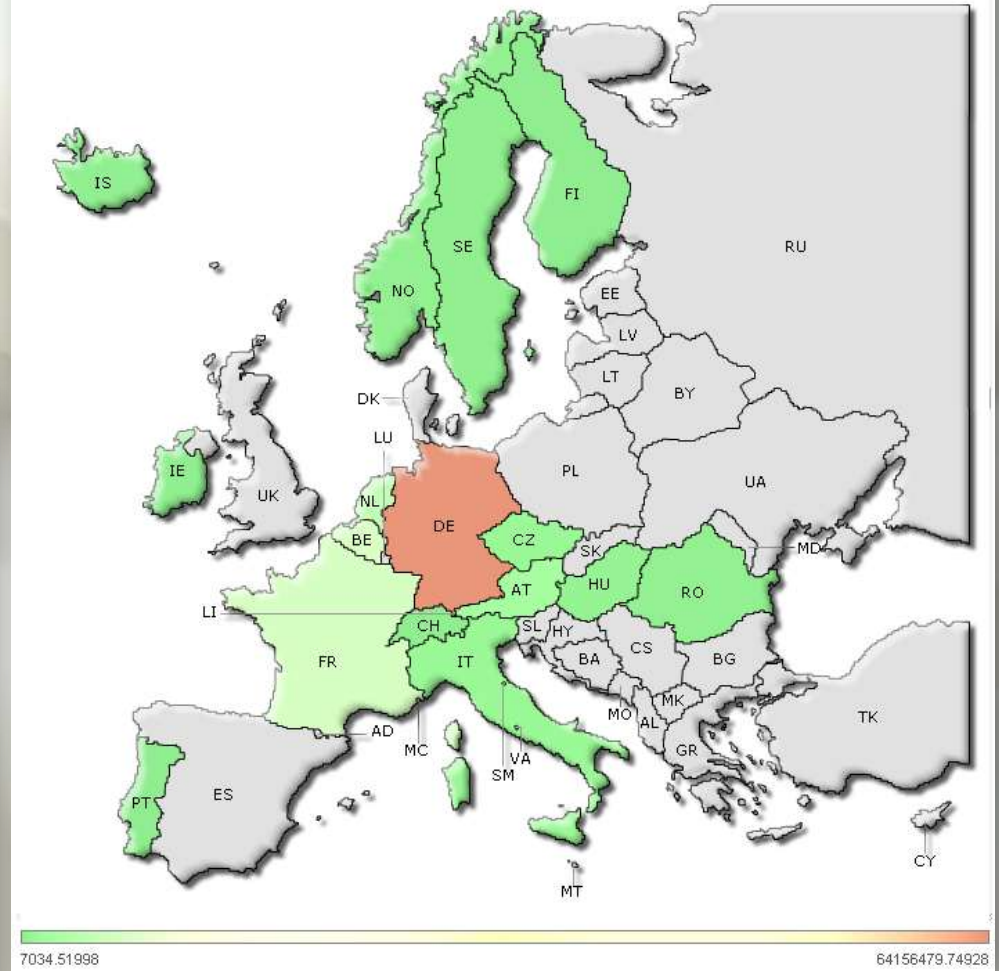 IS
FI
SE
RU
NO
EE
LV
LT
BY
DK
LU
IE
NL
PL
UA
UK
DE
BE
CZ
SK
MD
HU
AT
RO
LI
CH
SL
HY
IT
CS
FR
BA
BG
MK
MO
AL
TK
AD
MC
VA
GR
SM
PT
ES
CY
MT
7034.51998
64156479.74928